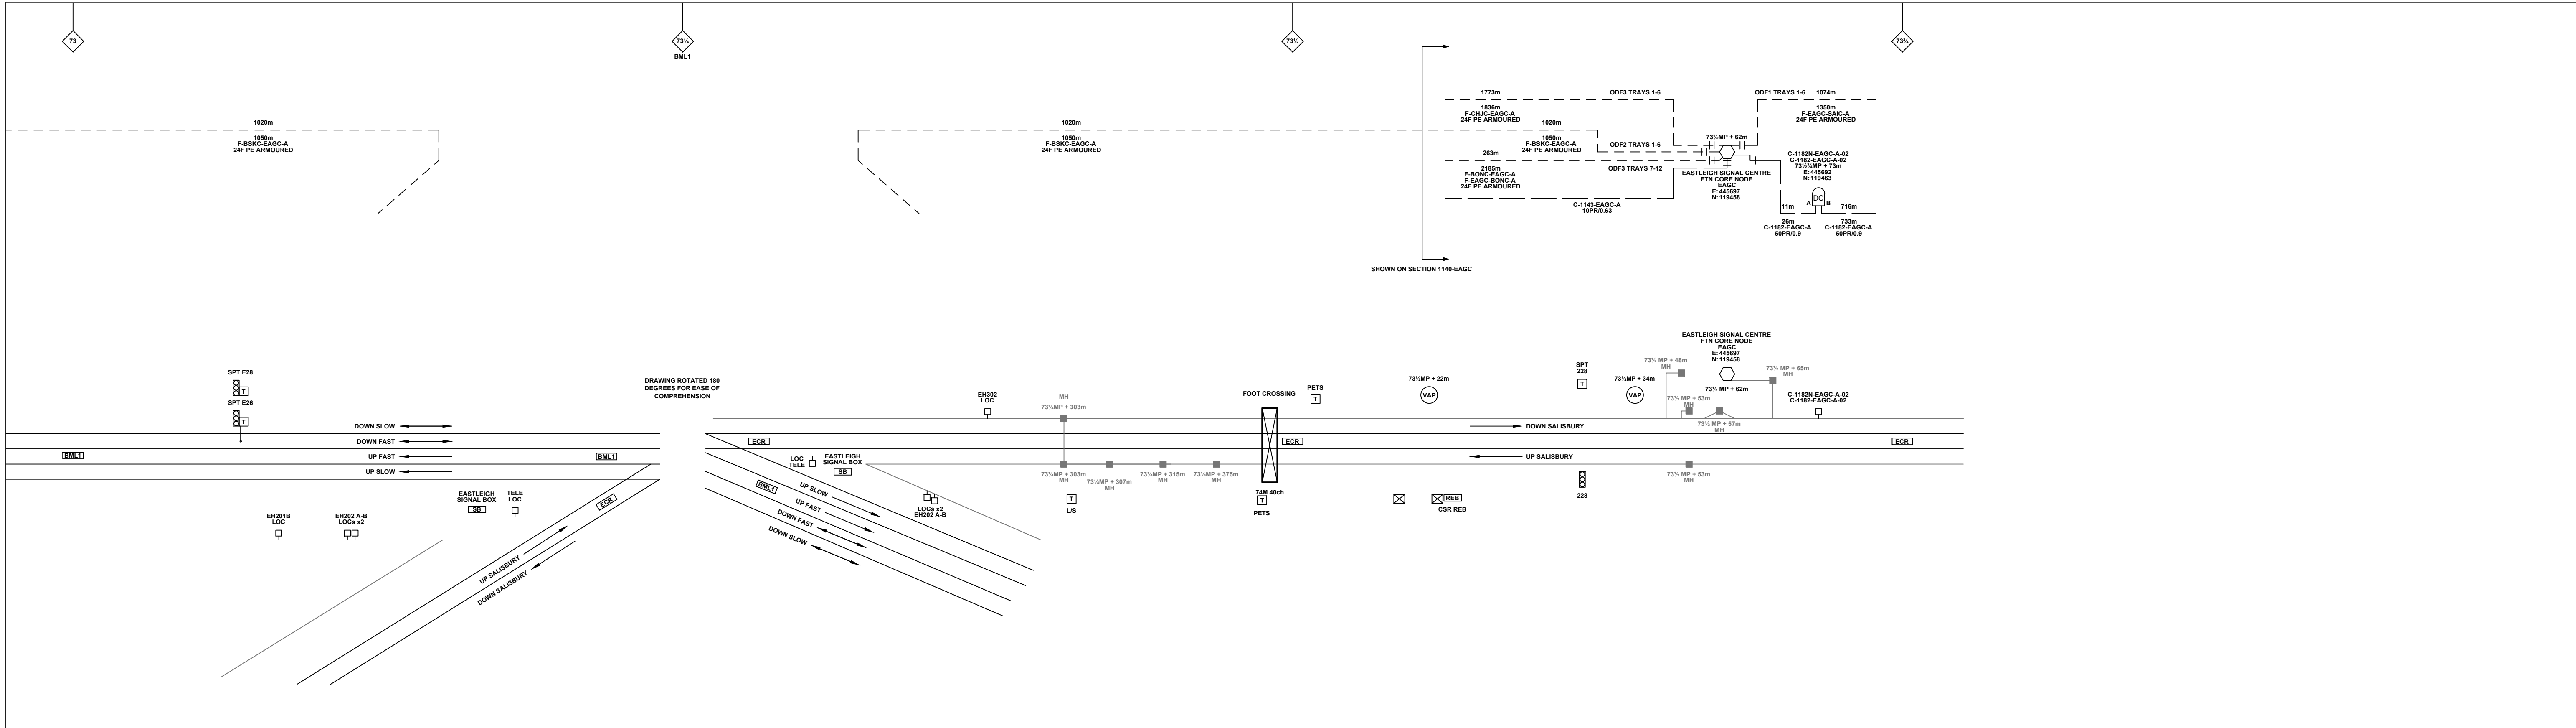 73
73¼
BML1
73½
73¾
1020m
1050m
F-BSKC-EAGC-A
24F PE ARMOURED
1020m
1050m
F-BSKC-EAGC-A
24F PE ARMOURED
1773m
ODF3 TRAYS 1-6
1836m
F-CHJC-EAGC-A
24F PE ARMOURED
1020m
1050m
F-BSKC-EAGC-A
24F PE ARMOURED
ODF2 TRAYS 1-6
263m
2185m
F-BONC-EAGC-A
F-EAGC-BONC-A
24F PE ARMOURED
ODF3 TRAYS 7-12
C-1143-EAGC-A
10PR/0.63
ODF1 TRAYS 1-6
1074m
1350m
F-EAGC-SAIC-A
24F PE ARMOURED
73½MP + 62m
EASTLEIGH SIGNAL CENTRE
FTN CORE NODE
EAGC
E: 445697
N: 119458
C-1182N-EAGC-A-02
C-1182-EAGC-A-02
73½¾MP + 73m
E: 445692
N: 119463
DC
A
B
11m
26m
C-1182-EAGC-A
50PR/0.9
716m
733m
C-1182-EAGC-A
50PR/0.9
SHOWN ON SECTION 1140-EAGC
SPT E28
T
SPT E26
T
DOWN SLOW
DOWN FAST
UP FAST
UP SLOW
BML1
BML1
DRAWING ROTATED 180
DEGREES FOR EASE OF
COMPREHENSION
EH201B
LOC
EH202 A-B
LOCs x2
EASTLEIGH
SIGNAL BOX
SB
TELE
LOC
ECR
UP SALISBURY
DOWN SALISBURY
ECR
LOC
TELE
EASTLEIGH
SIGNAL BOX
SB
BML1
UP SLOW
UP FAST
DOWN FAST
DOWN SLOW
EH302
LOC
LOCs x2
EH202 A-B
MH
73¼MP + 303m
73¼MP + 303m
MH
73¼MP + 307m
MH
73¼MP + 315m
MH
73¼MP + 375m
MH
T
L/S
FOOT CROSSING
PETS
T
ECR
74M 40ch
T
PETS
73½MP + 22m
VAP
DOWN SALISBURY
UP SALISBURY
REB
CSR REB
SPT
228
T
228
73½MP + 34m
VAP
73½ MP + 48m
MH
EASTLEIGH SIGNAL CENTRE
FTN CORE NODE
EAGC
E: 445697
N: 119458
73½ MP + 62m
73½ MP + 65m
MH
73½ MP + 53m
MH
73½ MP + 57m
MH
73½ MP + 53m
MH
C-1182N-EAGC-A-02
C-1182-EAGC-A-02
ECR